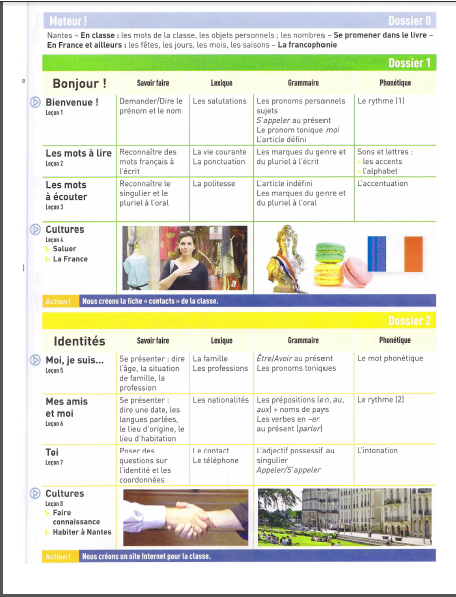 Moteur ! Dossier 0
Nantes – En classe : les mots de la classe, les objets personnels ; les nombres – Se promener dans le livre –
En France et ailleurs : les fêtes, les jours, les mois, les saisons – La francophonie
Dossier 1
Bonjour ! Savoir faire Lexique Grammaire Phonétique
Bienvenue !
Leçon 1
Demander/Dire le
prénom et le nom
Les salutations
Les pronoms personnels
sujets
S'appeler au présent
Le pronom tonique moi
L'article défini
Le rythme (1)
Les mots à lire
Leçon 2
Reconnaître des
mots français à
l'écrit
La vie courante
La ponctuation
Les marques du genre et
du pluriel à l'écrit
Sons et lettres :
les accents
l'alphabet
Les mots
à écouter
Leçon 3
Reconnaître le
singulier et le
pluriel à l'oral
La politesse
L'article indéfini
Les marques du genre et
du pluriel à l'oral
L'accentuation
Cultures
Leçon 4
Saluer
La France
Action ! Nous créons la fiche « contacts » de la classe.
Dossier 2
Identités Savoir faire Lexique Grammaire Phonétique
Moi, je suis...
Leçon 5
Se présenter : dire
l'âge, la situation
de famille, la
profession
La famille
Les professions
Être/Avoir au présent
Les pronoms toniques
Le mot phonétique
Mes amis
et moi
Leçon 6
Se présenter :
dire une date, les
langues parlées,
le lieu d'origine, le
lieu d'habitation
Les nationalités
Les prépositions (en, au,
aux) + noms de pays
Les verbes en –er
au présent (parler)
Le rythme (2)
Toi
Leçon 7
Poser des
questions sur
l'identité et les
coordonnées
Le contact
Le téléphone
L'adjectif possessif au
singulier
Appeler/S'appeler
L'intonation
Cultures
Leçon 8
Faire
connaissance
Habiter à Nantes
Action ! Nous créons un site Internet pour la classe.